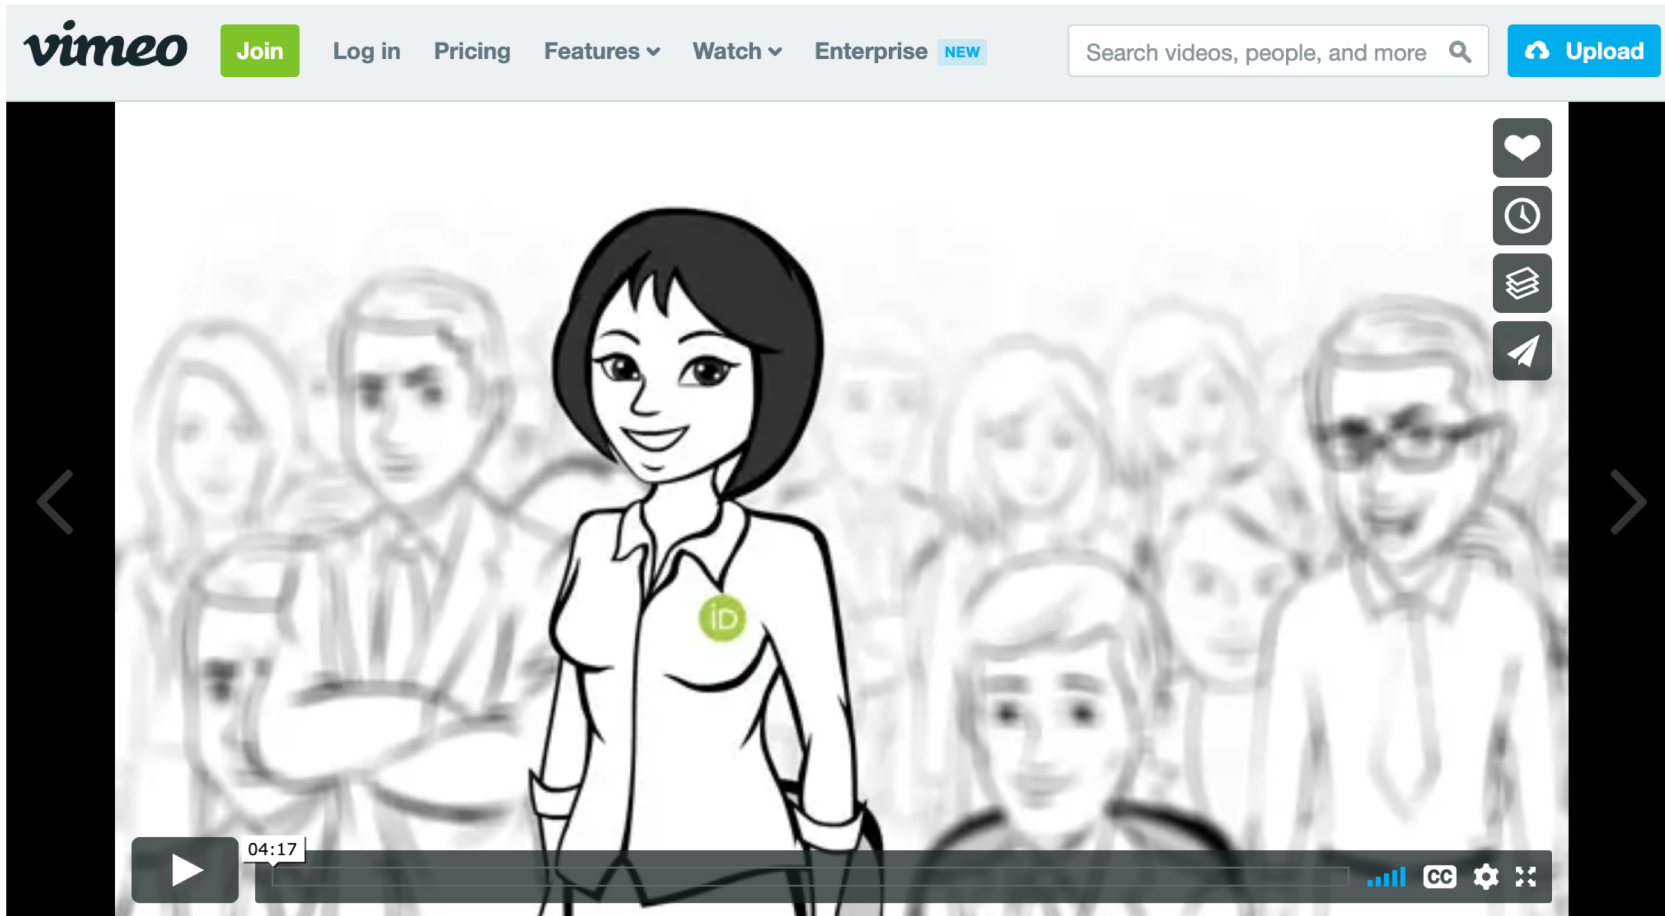 vimeo Join Log in Pricing Features Watch Enterprise NEW Search videos, people, and more Upload
iD
04:17
CC